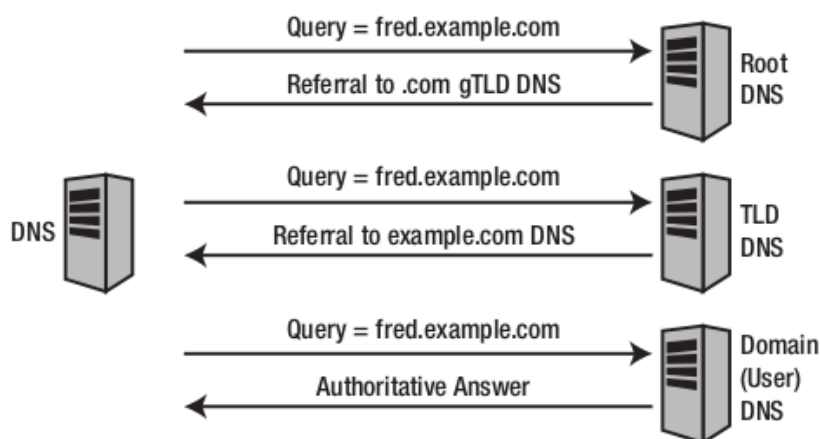 Query = fred.example.com
Referral to .com gTLD DNS
Root
DNS
DNS
Query = fred.example.com
Referral to example.com DNS
TLD
DNS
Query = fred.example.com
Authoritative Answer
Domain
(User)
DNS